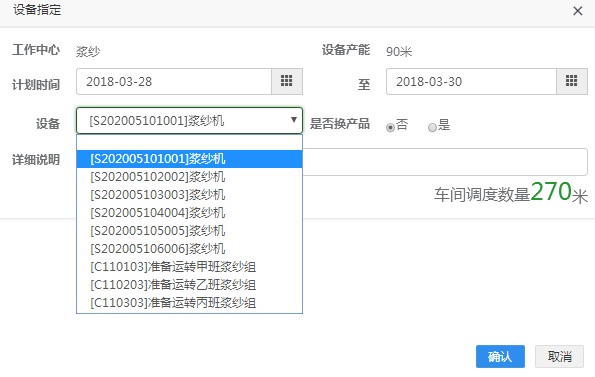 设备指定
工作中心 浆纱 设备产能 90米
计划时间 2018-03-28 至 2018-03-30
设备 [S202005101001]浆纱机 是否换产品 否 是
详细说明
[S202005101001]浆纱机
[S202005102002]浆纱机
[S202005103003]浆纱机
[S202005104004]浆纱机
[S202005105005]浆纱机
[S202005106006]浆纱机
[C110103]准备运转甲班浆纱组
[C110203]准备运转乙班浆纱组
[C110303]准备运转丙班浆纱组
车间调度数量270米
确认 取消